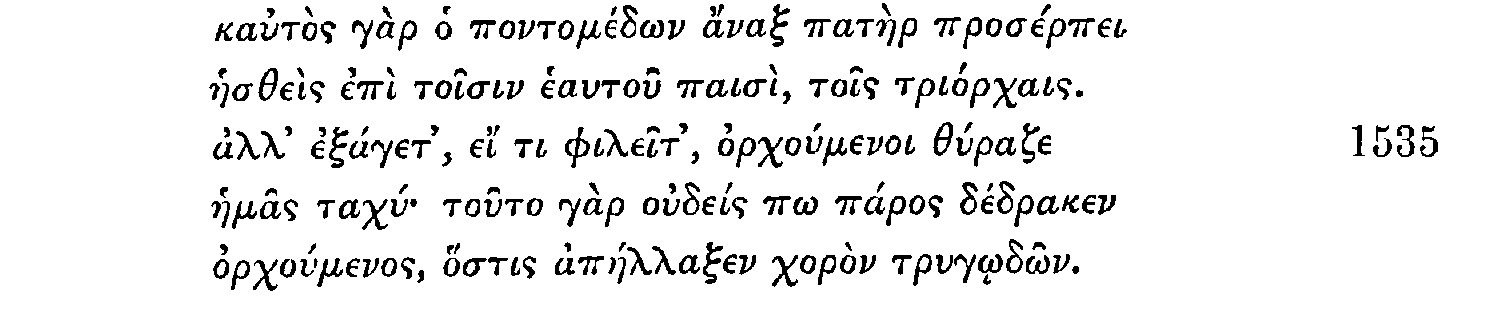 καὐτὸς γὰρ ὁ ποντομέδων ἄναξ πατὴρ προσέρπει
ἡσθεὶς ἐπὶ τοῖσιν ἑαυτοῦ παισὶ, τοῖς τριόρχαις.
ἀλλ’ ἐξάγετ’, εἴ τι φιλεῖτ’, ὀρχούμενοι θύραζε 1535
ἡμᾶς ταχύ· τοῦτο γὰρ οὐδείς πω πάρος δέδρακεν
ὀρχούμενος, ὅστις ἀπήλλαξεν χορὸν τρυγῳδῶν.